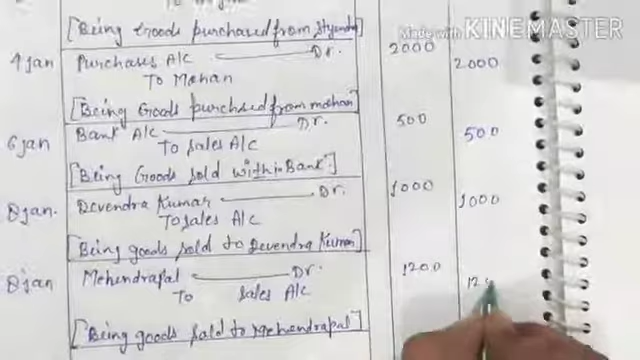 [Being Goods purchased from
Made with KINEMASTER
4 jan Purchases A/c Dr. 2000
To Mohan 2000
[Being Goods purchased from mohan]
6 jan Bank A/c Dr. 500
To Sales A/c 500
[Being Goods sold within Bank]
8 jan. Devendra Kumar Dr. 1000
To sales A/c 1000
[Being goods sold to Devendra Kumar]
8 jan Mehendrapal Dr. 1200
To Sales A/c 12
[Being goods sold to Mehendrapal]